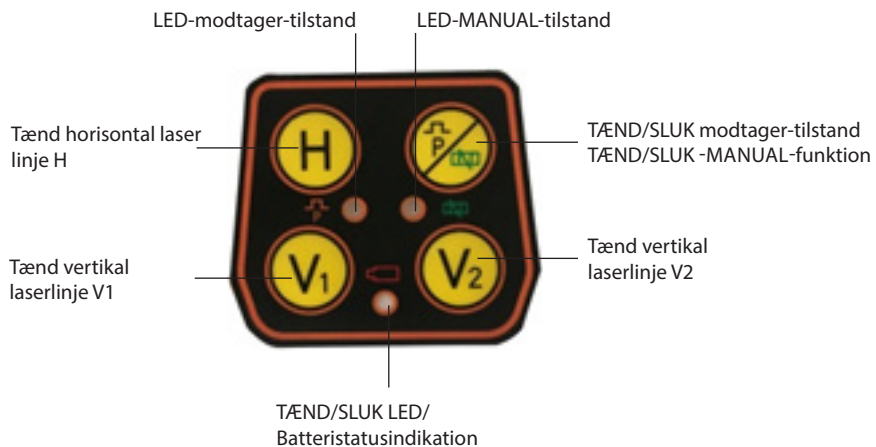 LED-modtager-tilstand
LED-MANUAL-tilstand
Tænd horisontal laser
linje H
H
P
TÆND/SLUK modtager-tilstand
TÆND/SLUK -MANUAL-funktion
P
Tænd vertikal
laserlinje V1
V1
V2
Tænd vertikal
laserlinje V2
TÆND/SLUK LED/
Batteristatusindikation